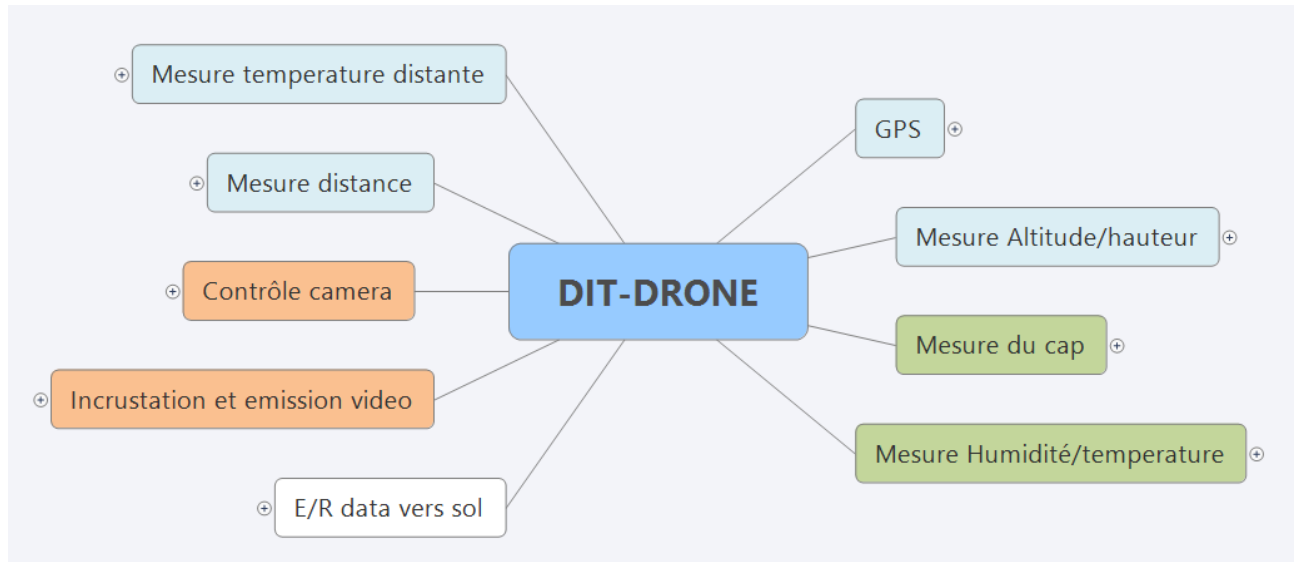 Mesure temperature distante
GPS
Mesure distance
Mesure Altitude/hauteur
Contrôle camera
DIT-DRONE
Mesure du cap
Incrustation et emission video
Mesure Humidité/temperature
E/R data vers sol